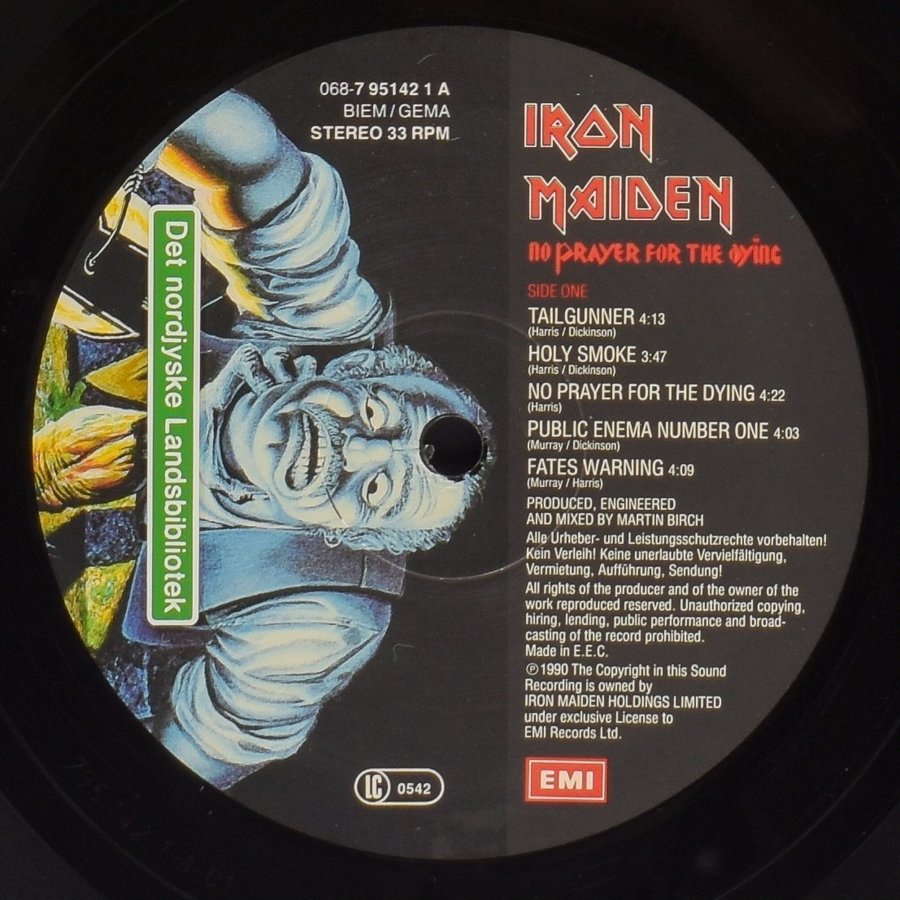 068-7 95142 1 A
BIEM/GEMA
STEREO 33 RPM
Det nordjyske Landsbibliotek
LC 0542
IRON
MAIDEN
NO PRAYER FOR THE DYING
SIDE ONE
TAILGUNNER 4:13
(Harris / Dickinson)
HOLY SMOKE 3:47
(Harris / Dickinson)
NO PRAYER FOR THE DYING 4:22
(Harris)
PUBLIC ENEMA NUMBER ONE 4:03
(Murray / Dickinson)
FATES WARNING 4:09
(Murray / Harris)
PRODUCED, ENGINEERED
AND MIXED BY MARTIN BIRCH
Alle Urheber- und Leistungsschutzrechte vorbehalten!
Kein Verleih! Keine unerlaubte Vervielfältigung,
Vermietung, Aufführung, Sendung!
All rights of the producer and of the owner of the
work reproduced reserved. Unauthorized copying,
hiring, lending, public performance and broad-
casting of the record prohibited.
Made in E.E.C.
℗ 1990 The Copyright in this Sound
Recording is owned by
IRON MAIDEN HOLDINGS LIMITED
under exclusive License to
EMI Records Ltd.
EMI